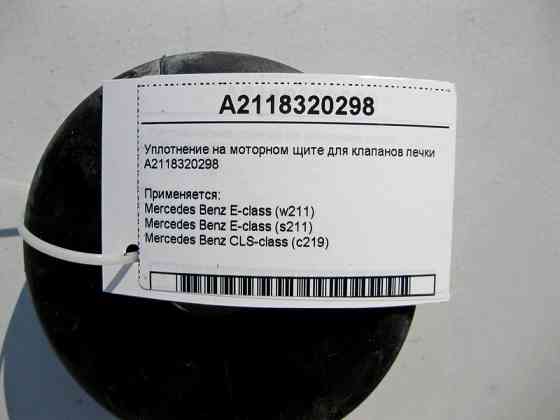 A2118320298
Уплотнение на моторном щите для клапанов печки
A2118320298
Применяется:
Mercedes Benz E-class (w211)
Mercedes Benz E-class (s211)
Mercedes Benz CLS-class (c219)